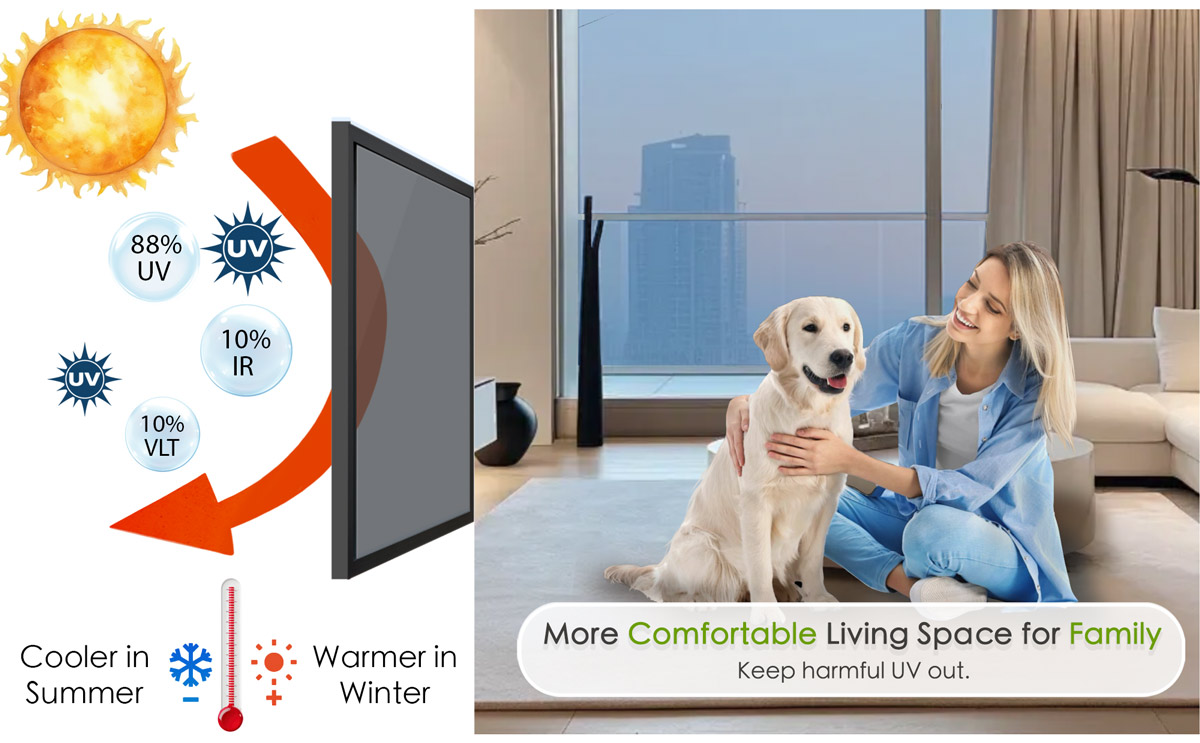 88%
UV
UV
10%
IR
UV
10%
VLT
Cooler in
Summer
Warmer in
Winter
More Comfortable Living Space for Family
Keep harmful UV out.